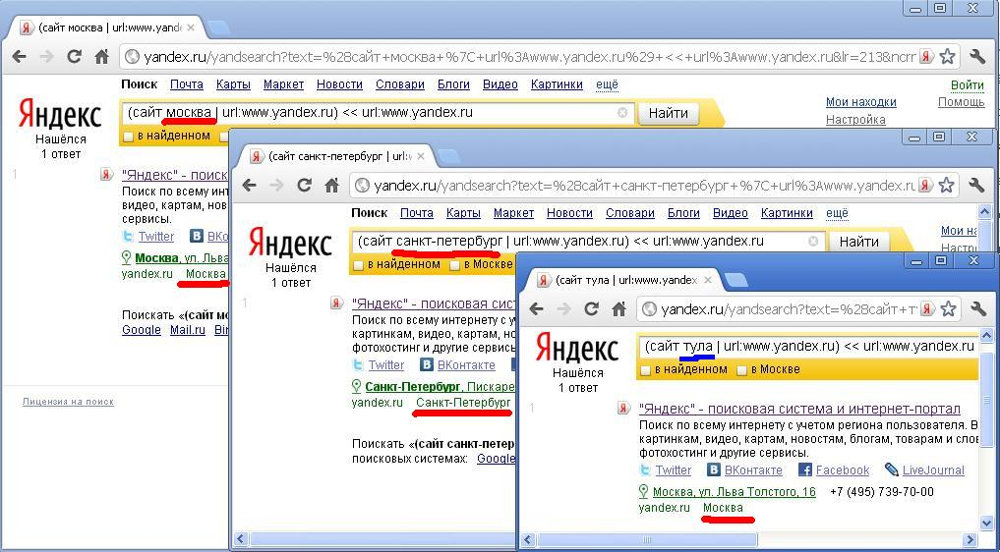 (сайт москва | url:www.yande
yandex.ru/yandsearch?text=%28сайт+москва+%7C+url%3Awww.yandex.ru%29+<<+url%3Awww.yandex.ru&lr=213&ncrn
Поиск Почта Карты Маркет Новости Словари Блоги Видео Картинки ещё
Войти
Яндекс
Нашёлся
1 ответ
(сайт москва | url:www.yandex.ru) << url:www.yandex.ru
Найти
Мои находки
Помощь
Настройка
в найденном
1
"Яндекс" - поиск
Поиск по всему инте
видео, картам, нов
сервисы.
Twitter ВКо
Москва, ул. Льва
yandex.ru Москва
Поискать «(сайт мо
Google Mail.ru Bin
Лицензия на поиск
(сайт санкт-петербург | url:
yandex.ru/yandsearch?text=%28сайт+санкт-петербург+%7C+url%3Awww.yandex.ru
Поиск Почта Карты Маркет Новости Словари Блоги Видео Картинки ещё
Яндекс
Нашёлся
1 ответ
(сайт санкт-петербург | url:www.yandex.ru) << url:www.yandex.ru
Найти
Мои н
Настр
в найденном в Москве
1
"Яндекс" - поисковая сист
Поиск по всему интернету с уч
картинкам, видео, картам, нов
фотохостинг и другие сервисы.
Twitter ВКонтакте
Санкт-Петербург, Пискаре
yandex.ru Санкт-Петербург
Поискать «(сайт санкт-петер
поисковых системах: Google
(сайт тула | url:www.yandex
yandex.ru/yandsearch?text=%28сайт+т
Яндекс
Нашёлся
1 ответ
(сайт тула | url:www.yandex.ru) << url:www.yandex.ru
в найденном в Москве
1
"Яндекс" - поисковая система и интернет-портал
Поиск по всему интернету с учетом региона пользователя. В
картинкам, видео, картам, новостям, блогам, товарам и слов
фотохостинг и другие сервисы.
Twitter ВКонтакте Facebook LiveJournal
Москва, ул. Льва Толстого, 16 +7 (495) 739-70-00
yandex.ru Москва